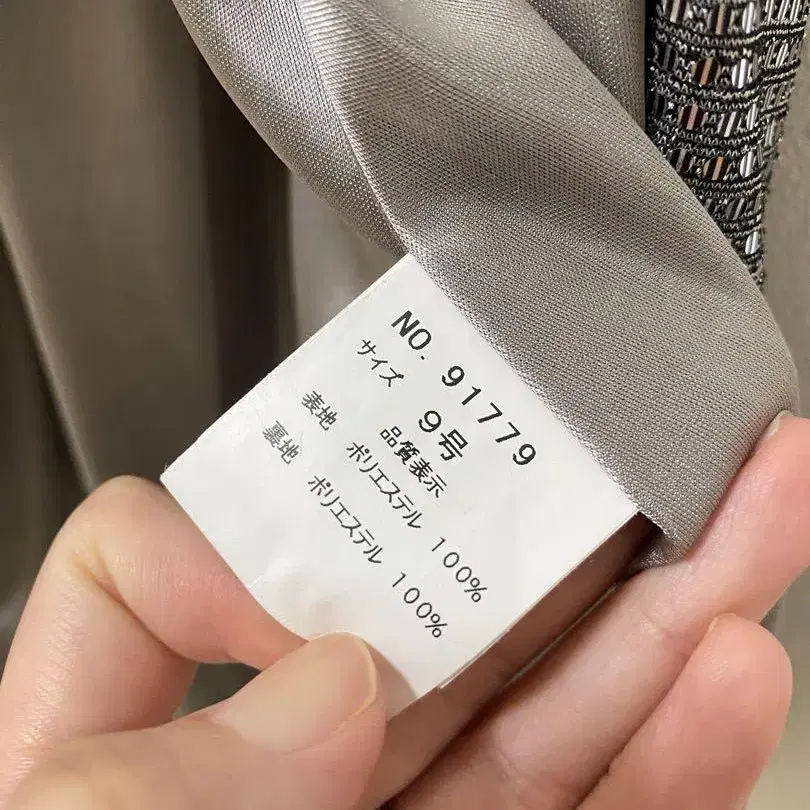 NO. 91779
サイズ 9号
品質表示
表地 ポリエステル 100%
裏地 ポリエステル 100%